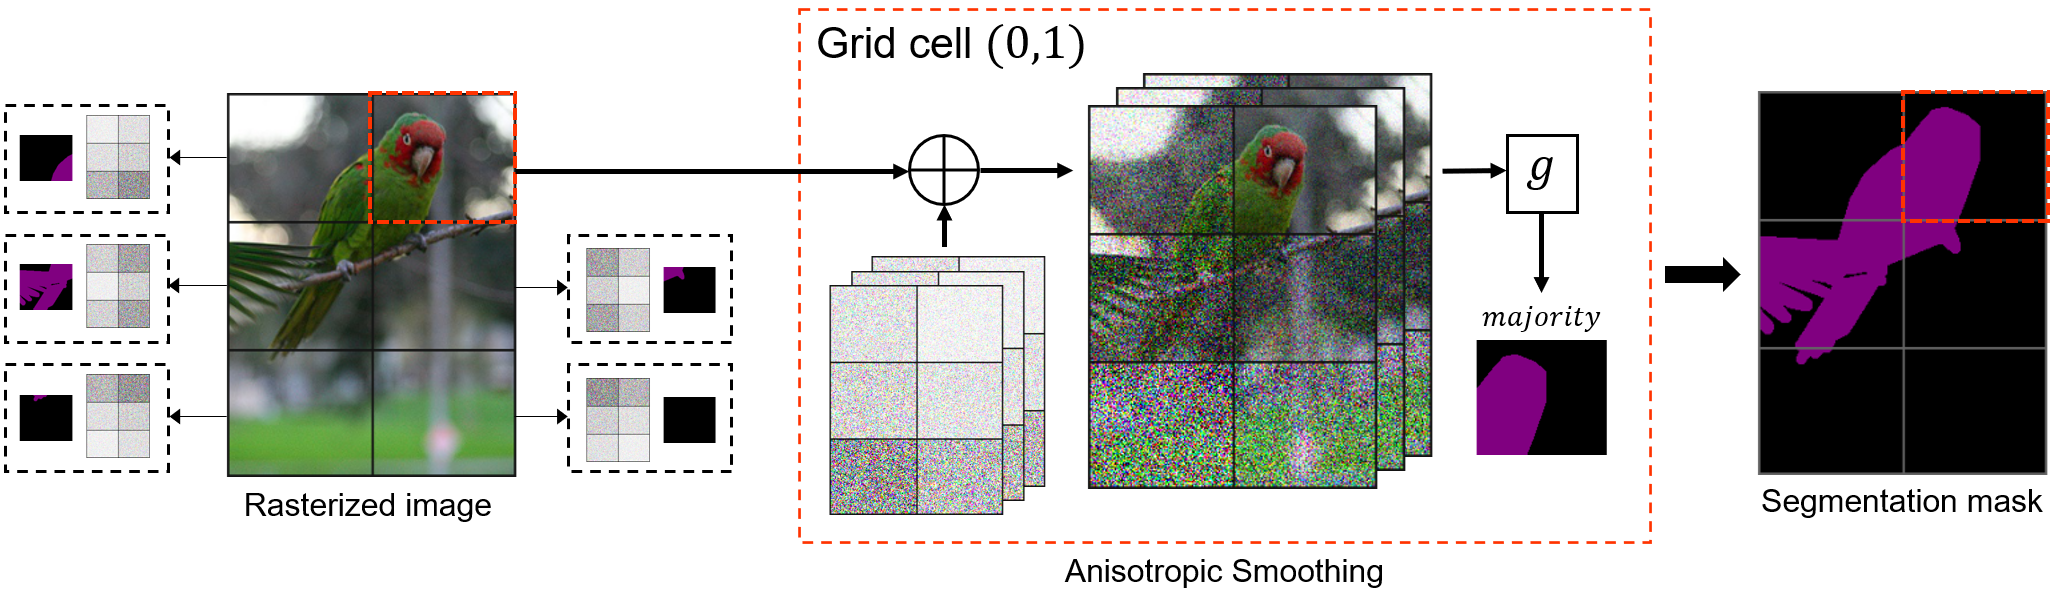 Grid cell (0,1)
g
majority
Rasterized image
Segmentation mask
Anisotropic Smoothing